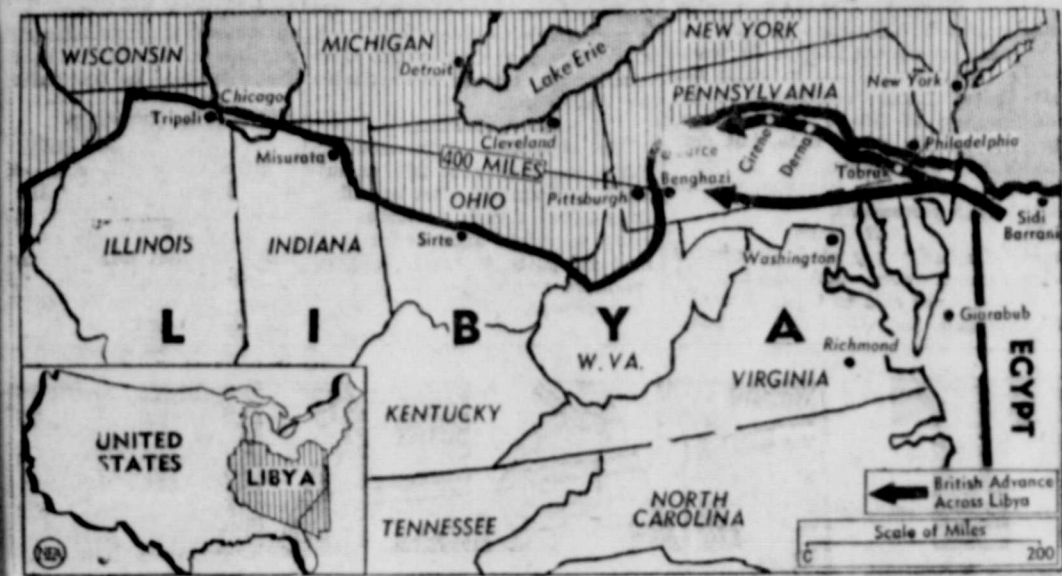 WISCONSIN
MICHIGAN
NEW YORK
Detroit
Lake Erie
New York
PENNSYLVANIA
Chicago
Tripoli
Cleveland
Cirene
Derna
Philadelphia
Misurata
400 MILES
Tobruk
OHIO
Pittsburgh
Benghazi
ILLINOIS
INDIANA
Sirte
Washington
Sidi
Barrani
L I B Y A
Giarabub
W. VA.
Richmond
EGYPT
VIRGINIA
KENTUCKY
UNITED
STATES
LIBYA
British Advance
Across Libya
TENNESSEE
NORTH
CAROLINA
Scale of Miles
200
NEA